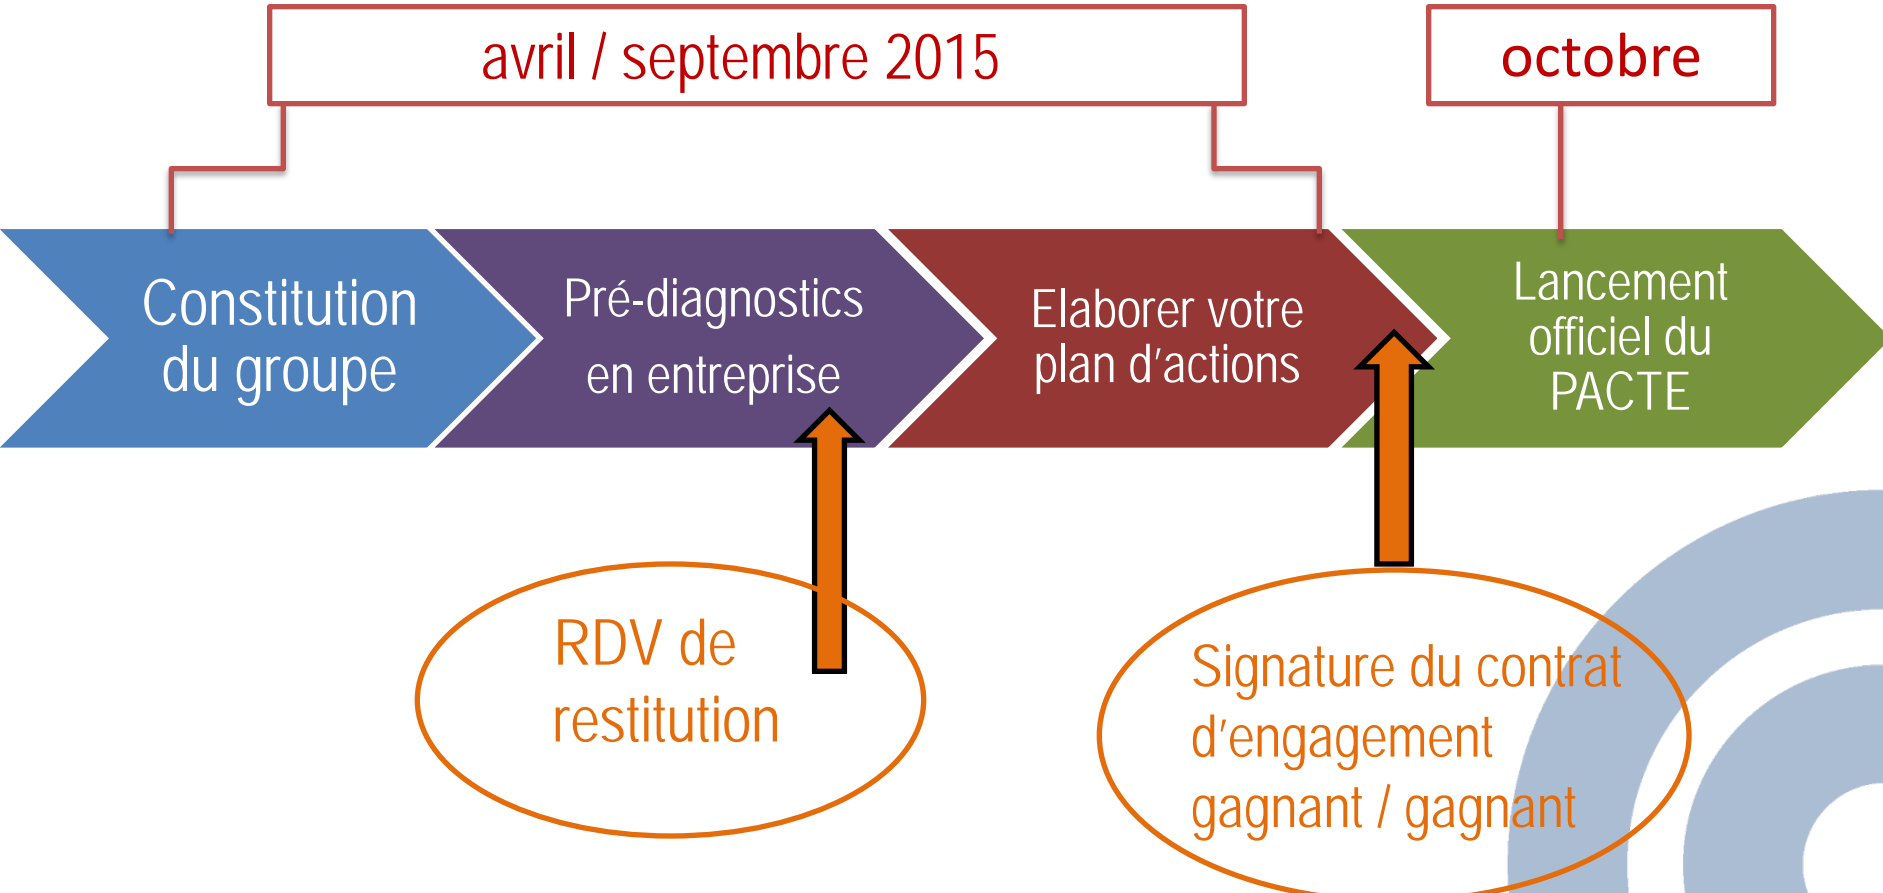 avril / septembre 2015
octobre
Constitution
du groupe
Pré-diagnostics
en entreprise
Elaborer votre
plan d’actions
Lancement
officiel du
PACTE
RDV de
restitution
Signature du contrat
d’engagement
gagnant / gagnant